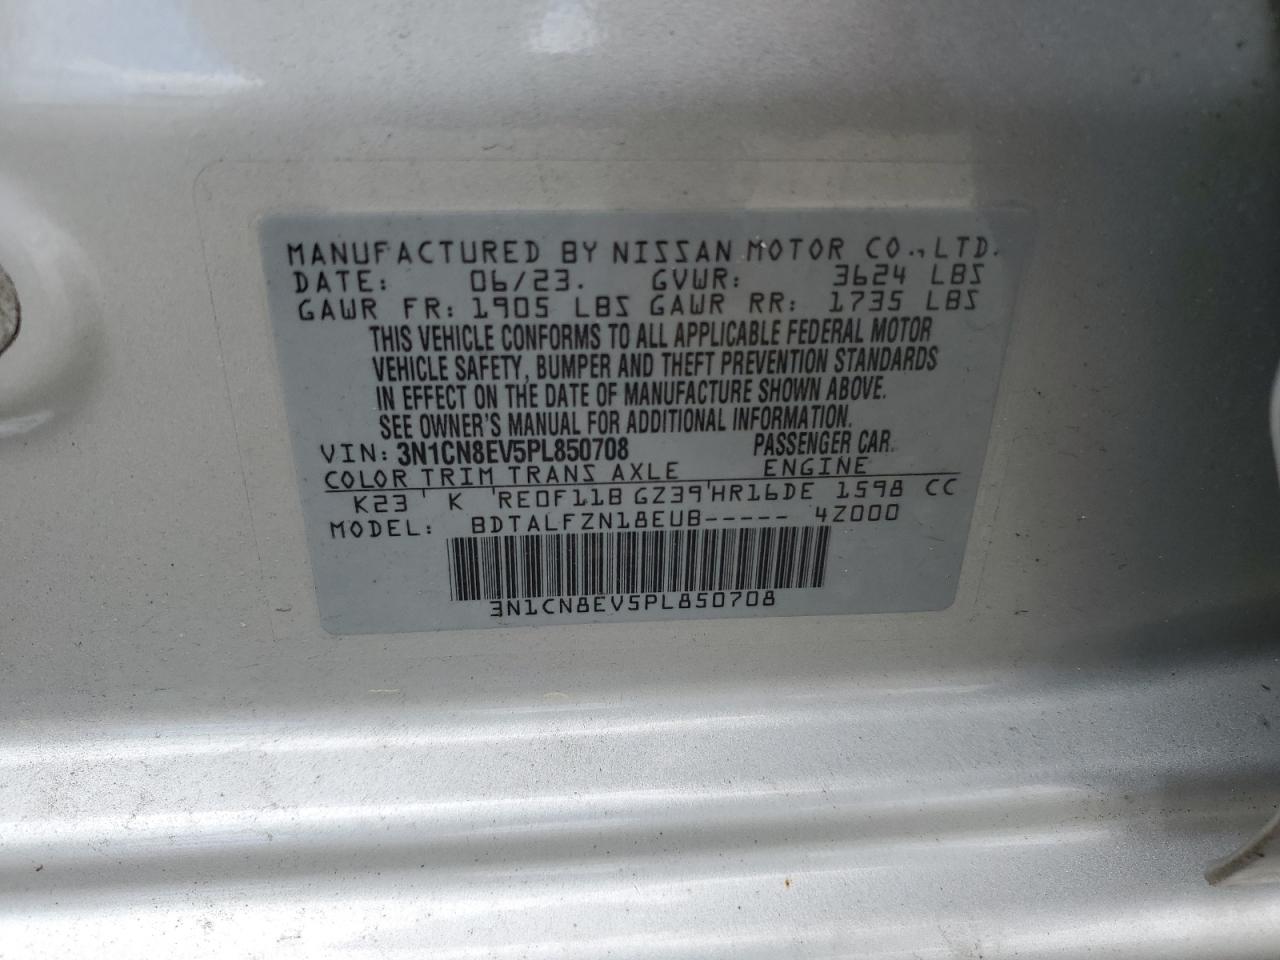 MANUFACTURED BY NISSAN MOTOR CO., LTD.
DATE: 06/23. GVWR: 3624 LBS
GAWR FR: 1905 LBS GAWR RR: 1735 LBS
THIS VEHICLE CONFORMS TO ALL APPLICABLE FEDERAL MOTOR
VEHICLE SAFETY, BUMPER AND THEFT PREVENTION STANDARDS
IN EFFECT ON THE DATE OF MANUFACTURE SHOWN ABOVE.
SEE OWNER'S MANUAL FOR ADDITIONAL INFORMATION.
VIN: 3N1CN8EV5PL850708 PASSENGER CAR.
COLOR TRIM TRANS AXLE ENGINE
K23 ' K 'RE0F11B GZ39'HR16DE 1598 CC
MODEL: BDTALFZN18EUB----- 4Z000
3N1CN8EV5PL850708